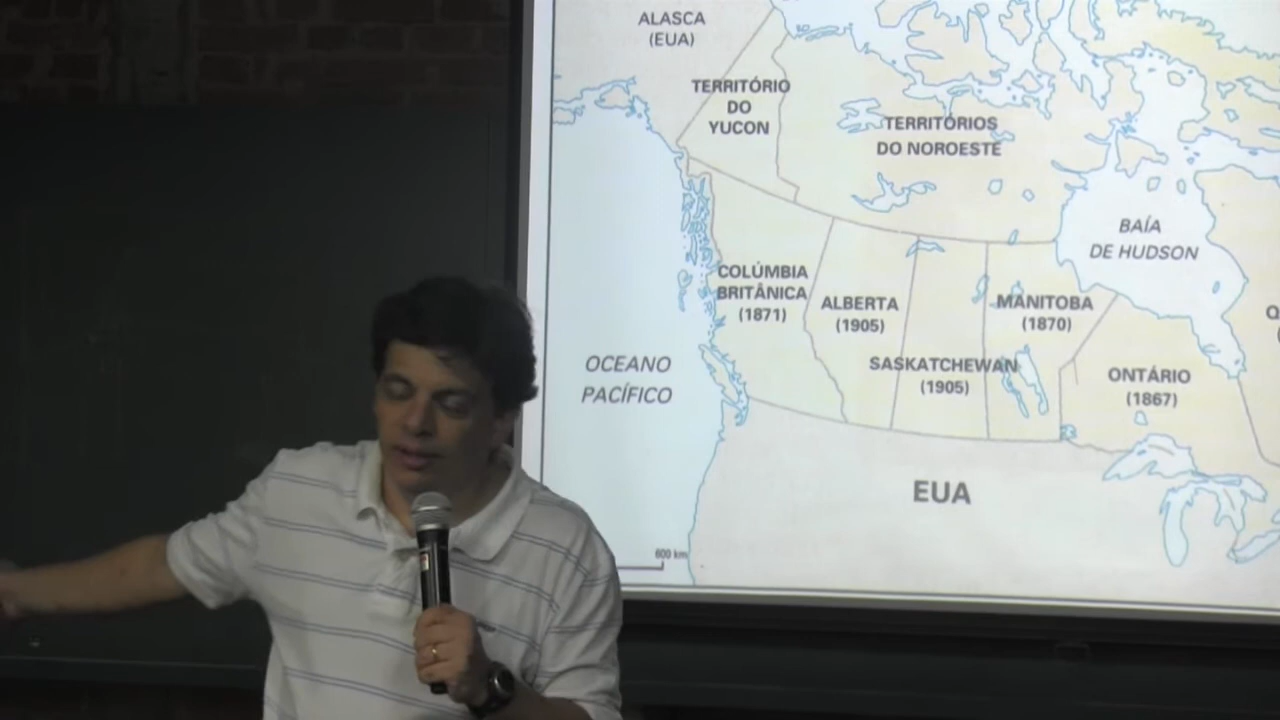 ALASCA
(EUA)
TERRITÓRIO
DO
YUCON
TERRITÓRIOS
DO NOROESTE
BAÍA
DE HUDSON
COLÚMBIA
BRITÂNICA
(1871)
ALBERTA
(1905)
MANITOBA
(1870)
SASKATCHEWAN
(1905)
ONTÁRIO
(1867)
OCEANO
PACÍFICO
EUA
600 km